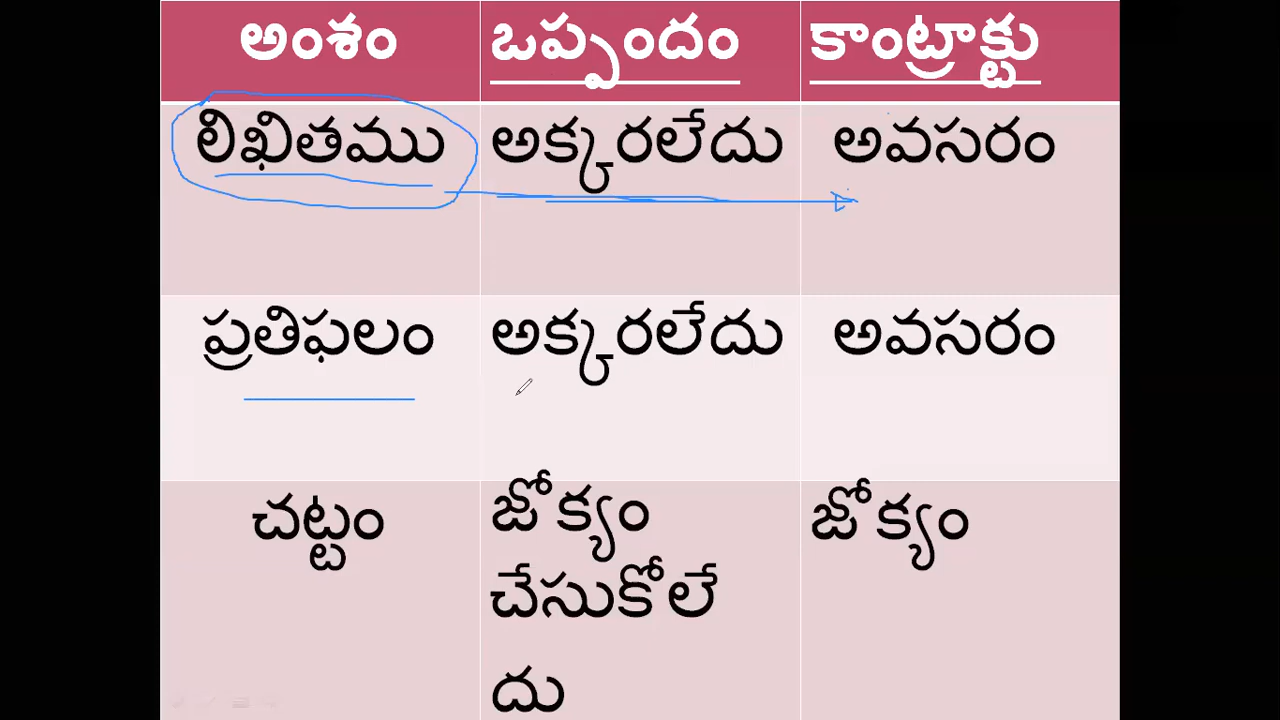 అంశం ఒప్పందం కాంట్రాక్టు
లిఖితము అక్కరలేదు అవసరం
ప్రతిఫలం అక్కరలేదు అవసరం
చట్టం జోక్యం జోక్యం
చేసుకోలే
దు